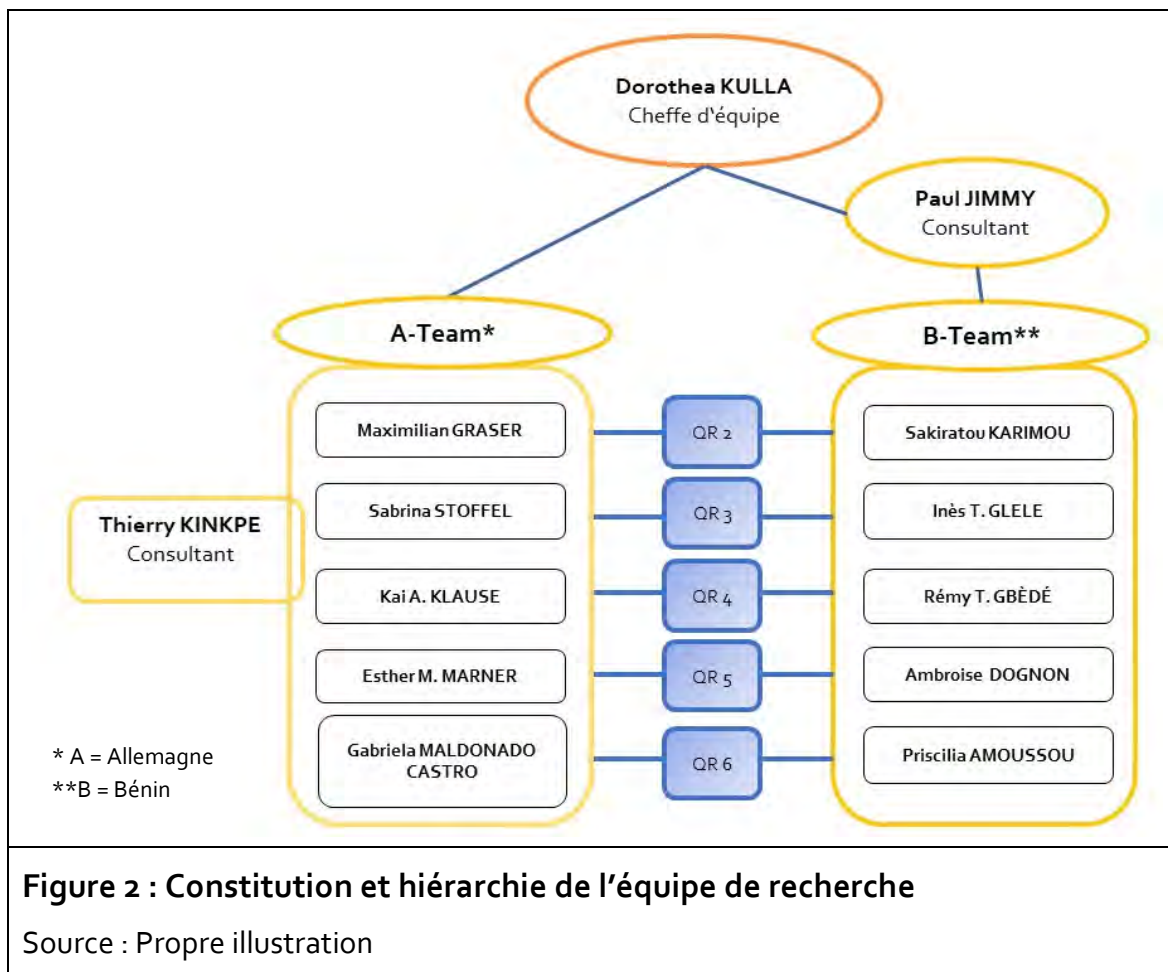 Dorothea KULLA
Cheffe d'équipe
Paul JIMMY
Consultant
A-Team*
B-Team**
Maximilian GRASER
QR 2
Sakiratou KARIMOU
Sabrina STOFFEL
QR 3
Inès T. GLELE
Thierry KINKPE
Consultant
Kai A. KLAUSE
QR 4
Rémy T. GBÈDÉ
Esther M. MARNER
QR 5
Ambroise DOGNON
Gabriela MALDONADO
CASTRO
QR 6
Priscilia AMOUSSOU
* A = Allemagne
**B = Bénin
Figure 2 : Constitution et hiérarchie de l'équipe de recherche
Source : Propre illustration